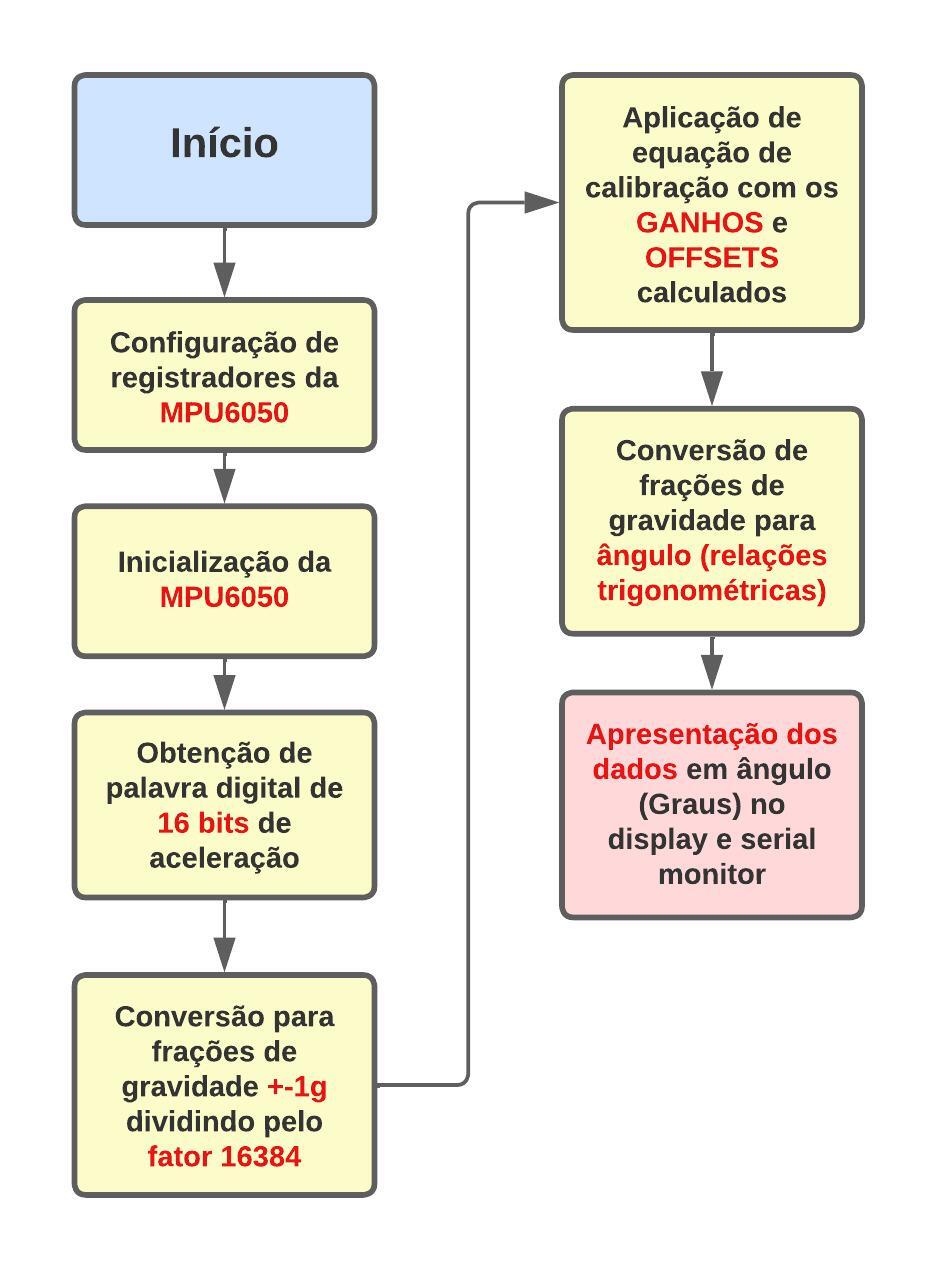 Início
Configuração de
registradores da
MPU6050
Inicialização da
MPU6050
Obtenção de
palavra digital de
16 bits de
aceleração
Conversão para
frações de
gravidade +-1g
dividindo pelo
fator 16384
Aplicação de
equação de
calibração com os
GANHOS e
OFFSETS
calculados
Conversão de
frações de
gravidade para
ângulo (relações
trigonométricas)
Apresentação dos
dados em ângulo
(Graus) no
display e serial
monitor